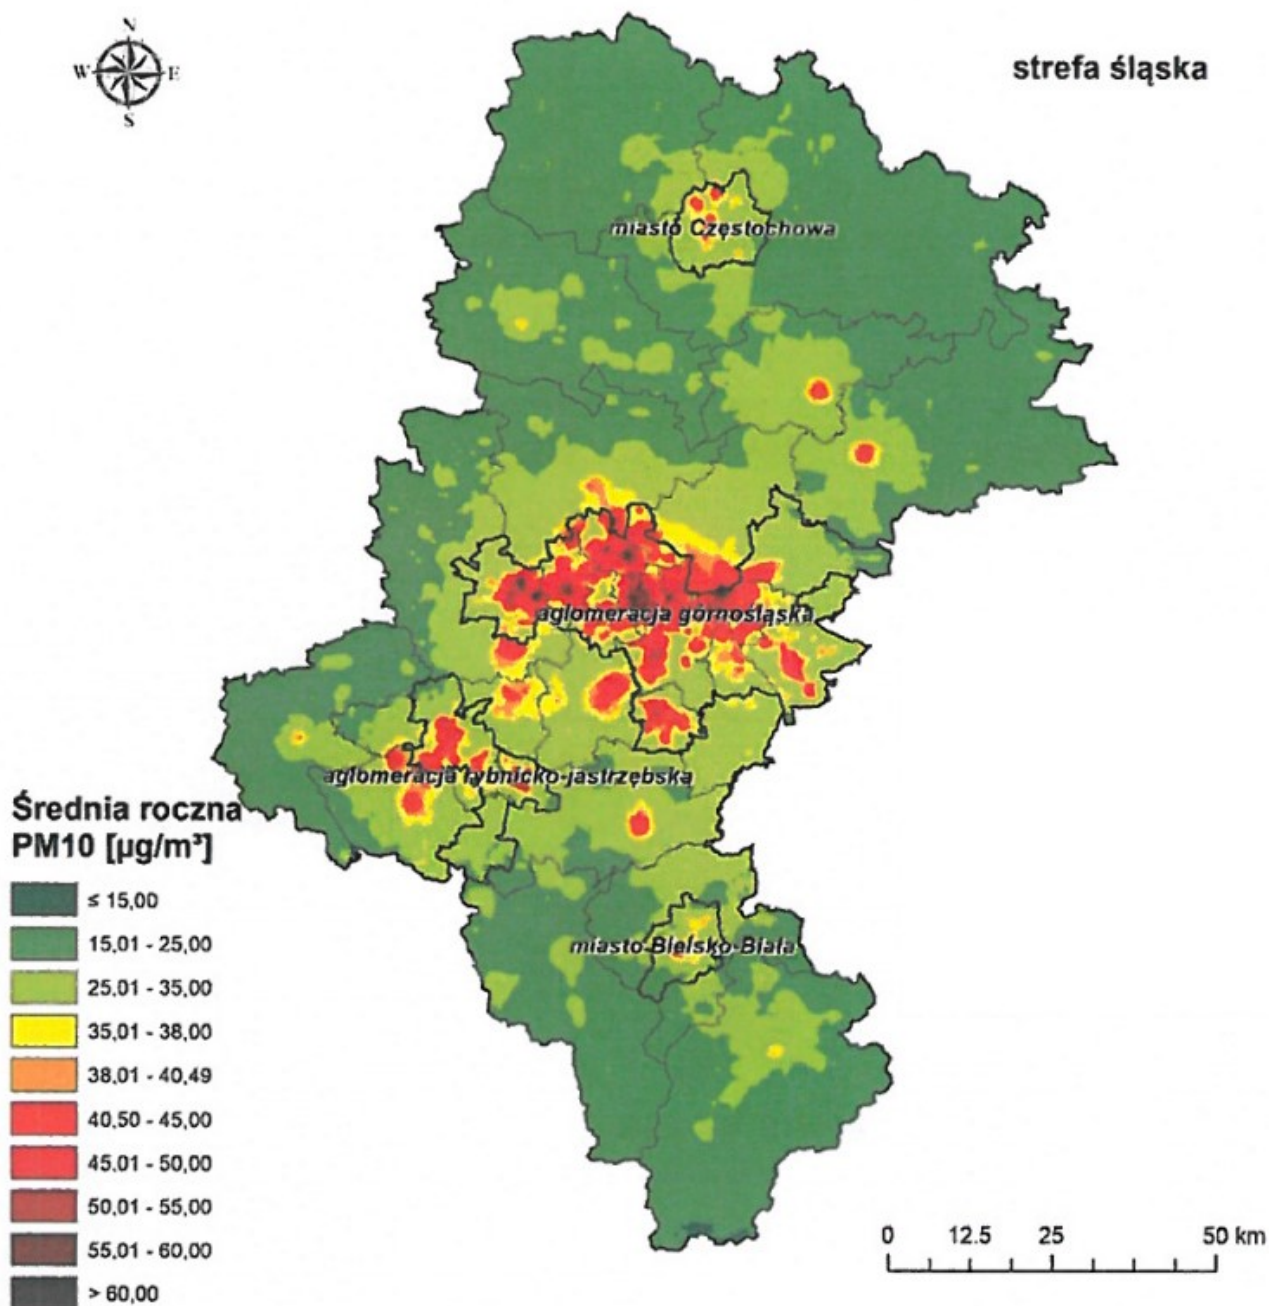 N
W E
S
strefa śląska
miasto Częstochowa
aglomeracja górnośląska
aglomeracja rybnicko-jastrzębska
miasto Bielsko-Biała
Średnia roczna
PM10 [µg/m³]
≤ 15,00
15,01 - 25,00
25,01 - 35,00
35,01 - 38,00
38,01 - 40,49
40,50 - 45,00
45,01 - 50,00
50,01 - 55,00
55,01 - 60,00
> 60,00
0 12.5 25 50 km